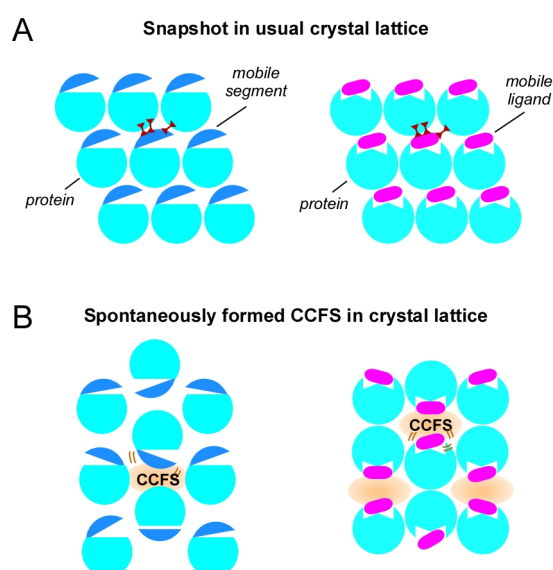 A
Snapshot in usual crystal lattice
mobile
segment
mobile
ligand
protein
protein
B
Spontaneously formed CCFS in crystal lattice
CCFS
CCFS